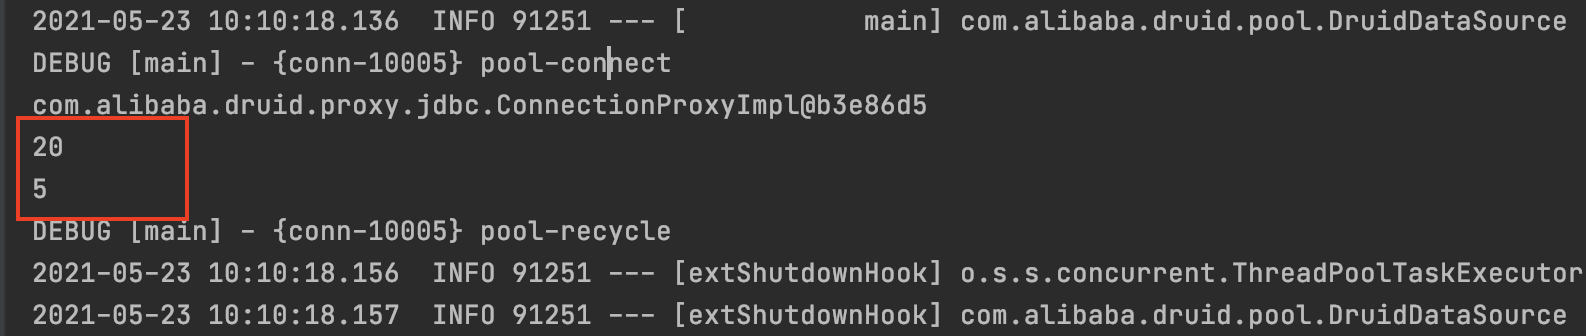 2021-05-23 10:10:18.136  INFO 91251 --- [           main] com.alibaba.druid.pool.DruidDataSource
DEBUG [main] - {conn-10005} pool-connect
com.alibaba.druid.proxy.jdbc.ConnectionProxyImpl@b3e86d5
20
5
DEBUG [main] - {conn-10005} pool-recycle
2021-05-23 10:10:18.156  INFO 91251 --- [extShutdownHook] o.s.s.concurrent.ThreadPoolTaskExecutor
2021-05-23 10:10:18.157  INFO 91251 --- [extShutdownHook] com.alibaba.druid.pool.DruidDataSource